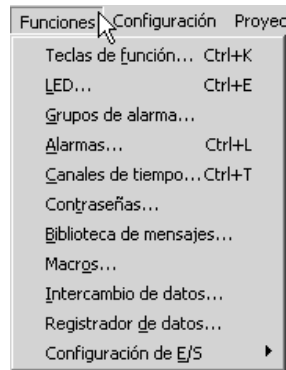 Funciones Configuración Proyec
Teclas de función... Ctrl+K
LED... Ctrl+E
Grupos de alarma...
Alarmas... Ctrl+L
Canales de tiempo... Ctrl+T
Contraseñas...
Biblioteca de mensajes...
Macros...
Intercambio de datos...
Registrador de datos...
Configuración de E/S